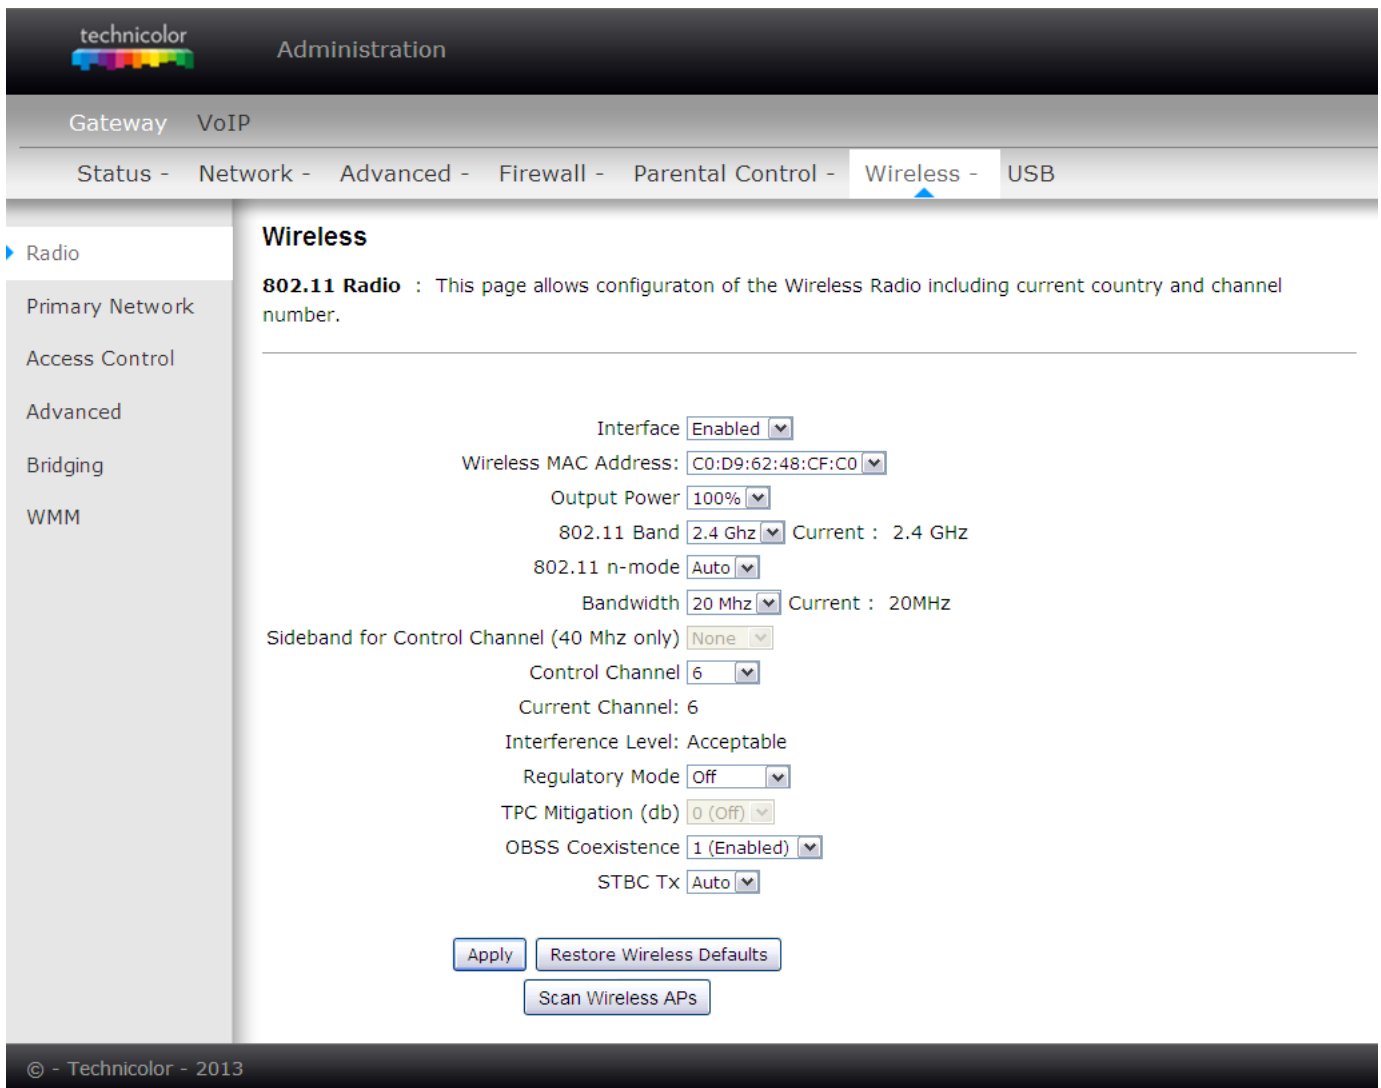 technicolor
Administration
Gateway VoIP
Status - Network - Advanced - Firewall - Parental Control - Wireless - USB
Radio
Primary Network
Access Control
Advanced
Bridging
WMM
Wireless
802.11 Radio : This page allows configuraton of the Wireless Radio including current country and channel
number.
Interface Enabled
Wireless MAC Address: C0:D9:62:48:CF:C0
Output Power 100%
802.11 Band 2.4 Ghz Current : 2.4 GHz
802.11 n-mode Auto
Bandwidth 20 Mhz Current : 20MHz
Sideband for Control Channel (40 Mhz only) None
Control Channel 6
Current Channel: 6
Interference Level: Acceptable
Regulatory Mode Off
TPC Mitigation (db) 0 (Off)
OBSS Coexistence 1 (Enabled)
STBC Tx Auto
Apply Restore Wireless Defaults
Scan Wireless APs
© - Technicolor - 2013